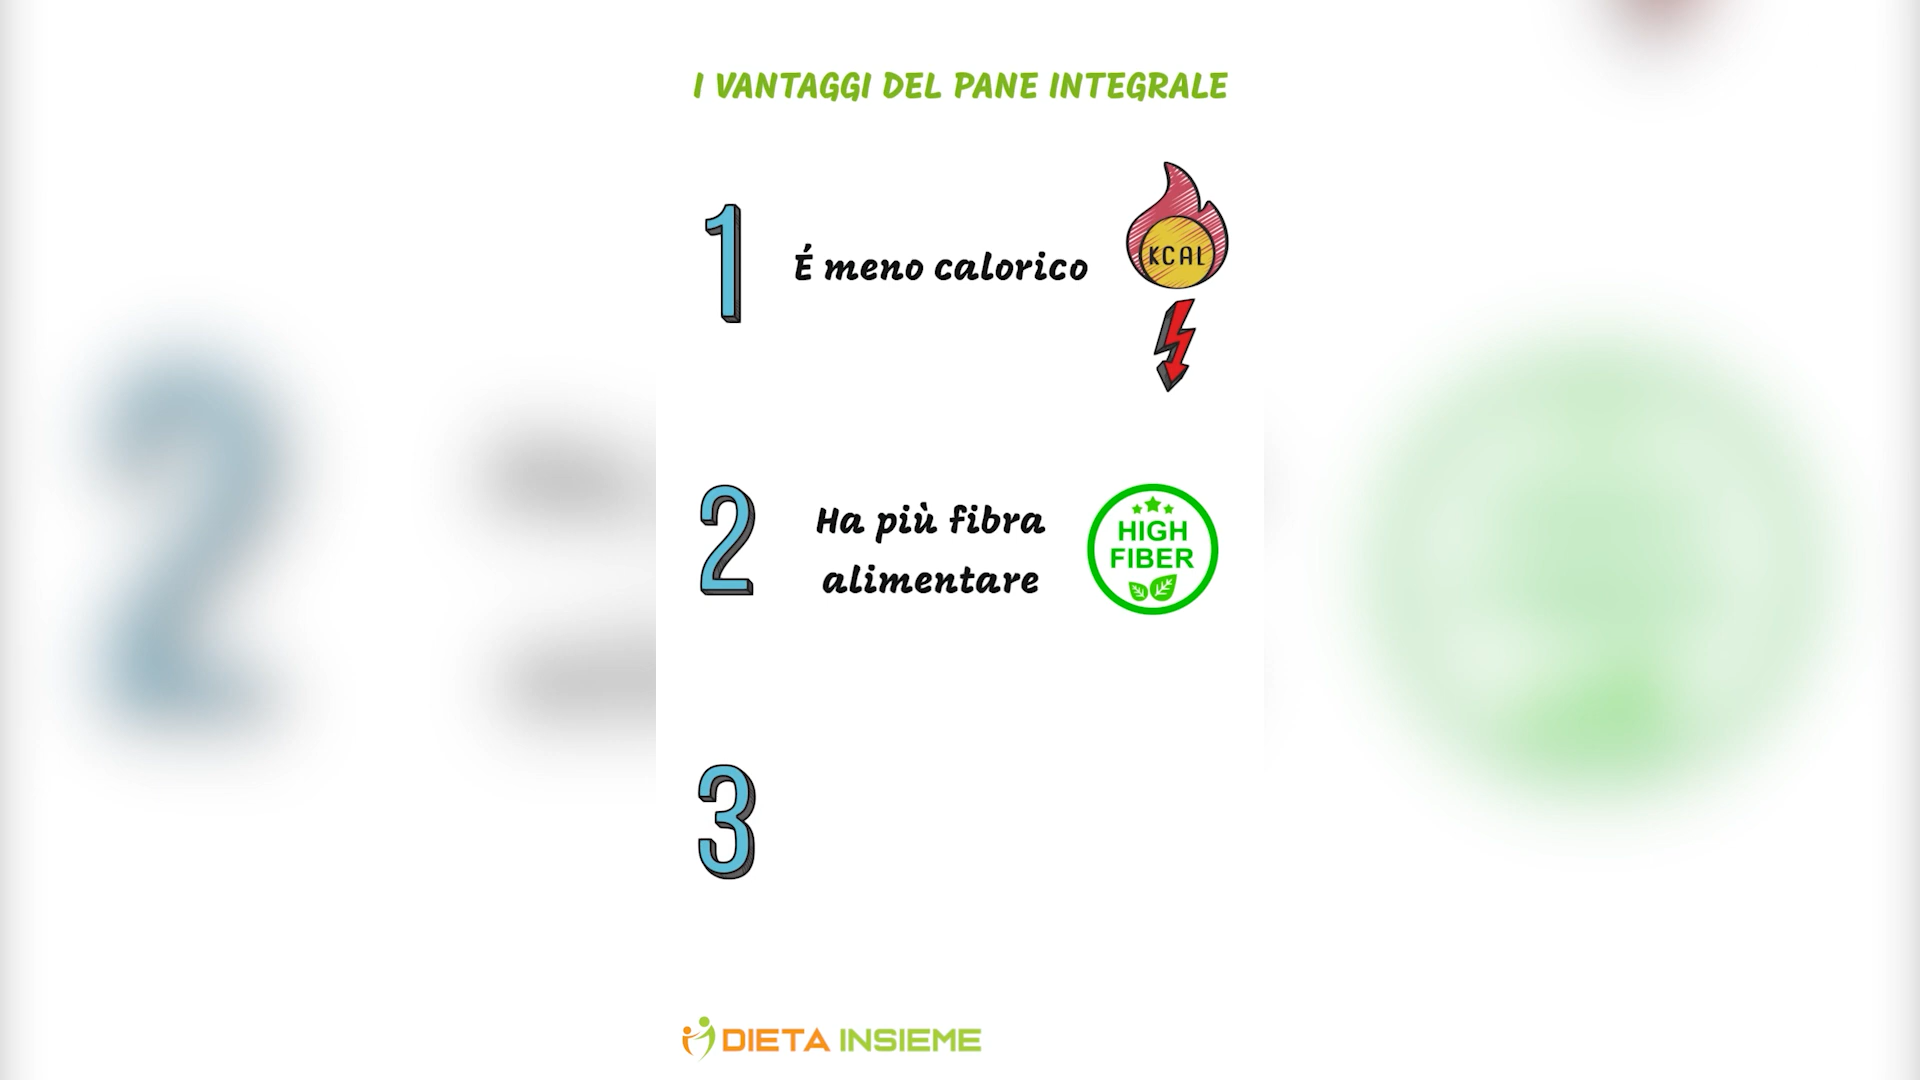 I VANTAGGI DEL PANE INTEGRALE
1
É meno calorico
KCAL
2
Ha più fibra
alimentare
HIGH
FIBER
3
DIETA INSIEME